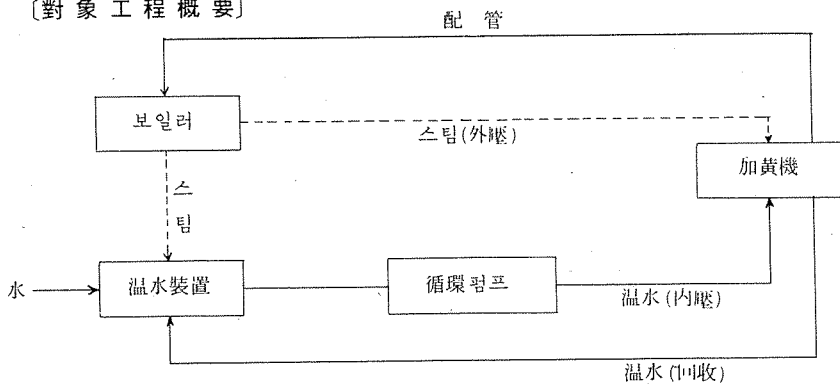 〔對象工程概要〕
配管
보일러
스팀(外壓)
加黃機
스팀
水
溫水裝置
循環펌프
溫水(內壓)
溫水(回收)